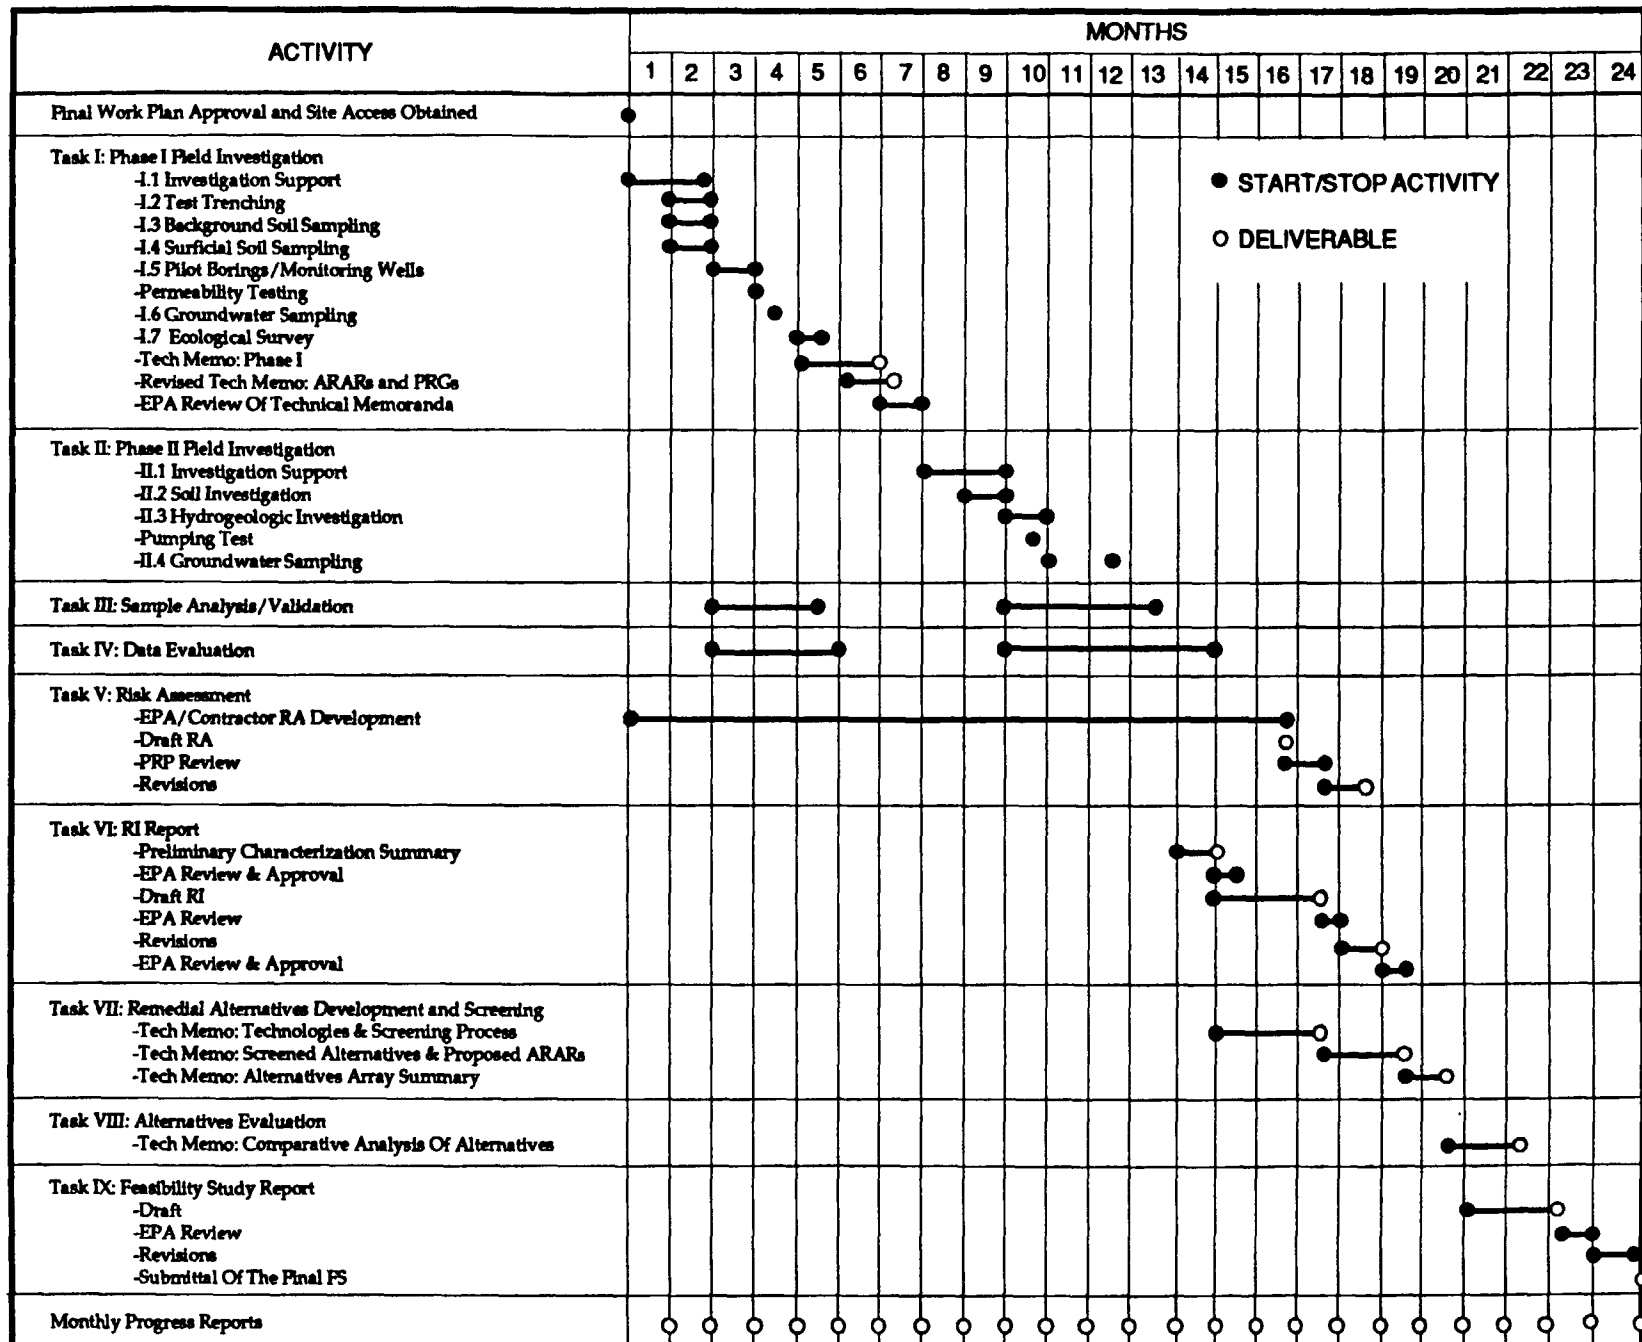 ACTIVITY
MONTHS
1 2 3 4 5 6 7 8 9 10 11 12 13 14 15 16 17 18 19 20 21 22 23 24
Final Work Plan Approval and Site Access Obtained
Task I: Phase I Field Investigation
-I.1 Investigation Support
-I.2 Test Trenching
-I.3 Background Soil Sampling
-I.4 Surficial Soil Sampling
-I.5 Pilot Borings/Monitoring Wells
-Permeability Testing
-I.6 Groundwater Sampling
-I.7 Ecological Survey
-Tech Memo: Phase I
-Revised Tech Memo: ARARs and PRGs
-EPA Review Of Technical Memoranda
START/STOP ACTIVITY
DELIVERABLE
Task II: Phase II Field Investigation
-II.1 Investigation Support
-II.2 Soil Investigation
-II.3 Hydrogeologic Investigation
-Pumping Test
-II.4 Groundwater Sampling
Task III: Sample Analysis/Validation
Task IV: Data Evaluation
Task V: Risk Assessment
-EPA/Contractor RA Development
-Draft RA
-PRP Review
-Revisions
Task VI: RI Report
-Preliminary Characterization Summary
-EPA Review & Approval
-Draft RI
-EPA Review
-Revisions
-EPA Review & Approval
Task VII: Remedial Alternatives Development and Screening
-Tech Memo: Technologies & Screening Process
-Tech Memo: Screened Alternatives & Proposed ARARs
-Tech Memo: Alternatives Array Summary
Task VIII: Alternatives Evaluation
-Tech Memo: Comparative Analysis Of Alternatives
Task IX: Feasibility Study Report
-Draft
-EPA Review
-Revisions
-Submittal Of The Final FS
Monthly Progress Reports